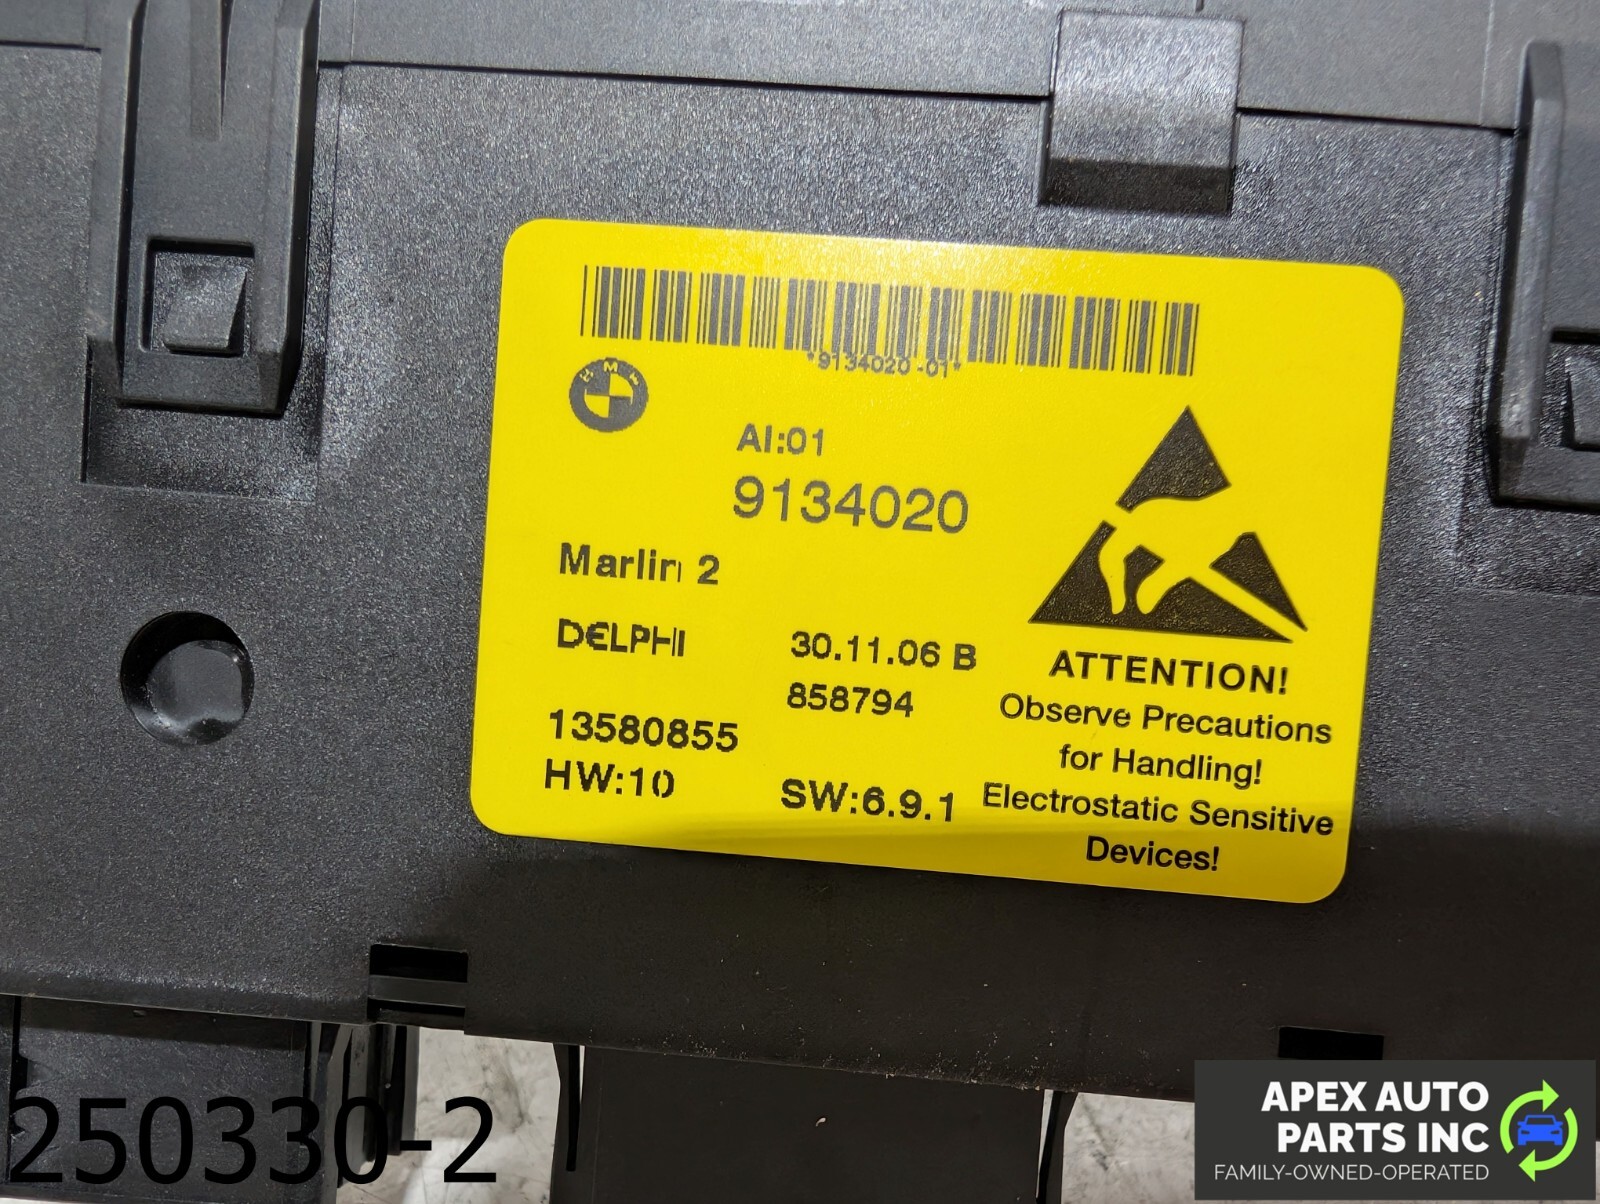 *9134020-01*
BMW
AI:01
9134020
Marlin 2
DELPHI
30.11.06 B
858794
13580855
HW:10
SW:6.9.1
ATTENTION!
Observe Precautions
for Handling!
Electrostatic Sensitive
Devices!
250330-2
APEX AUTO
PARTS INC
FAMILY-OWNED-OPERATED